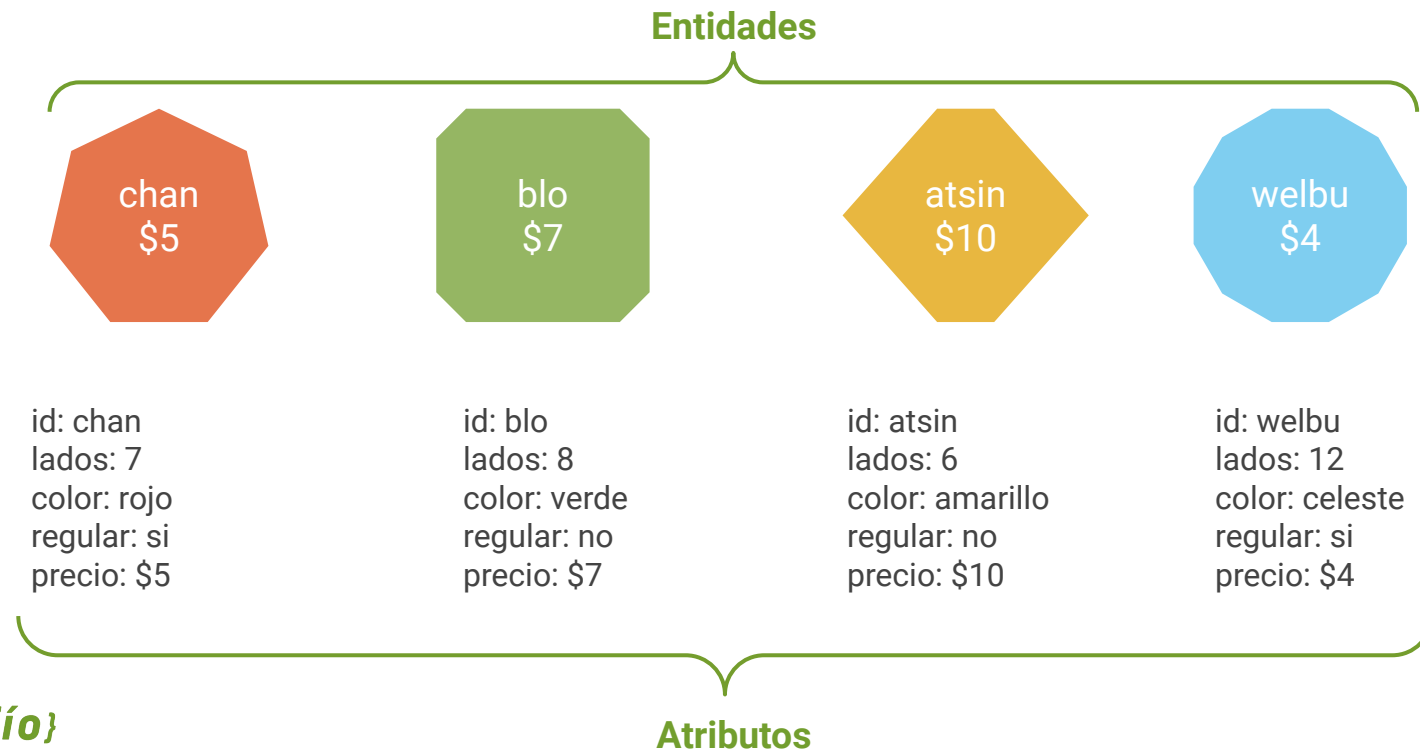 Entidades
chan
$5
blo
$7
atsin
$10
welbu
$4
id: chan
lados: 7
color: rojo
regular: si
precio: $5
id: blo
lados: 8
color: verde
regular: no
precio: $7
id: atsin
lados: 6
color: amarillo
regular: no
precio: $10
id: welbu
lados: 12
color: celeste
regular: si
precio: $4
ío}
Atributos